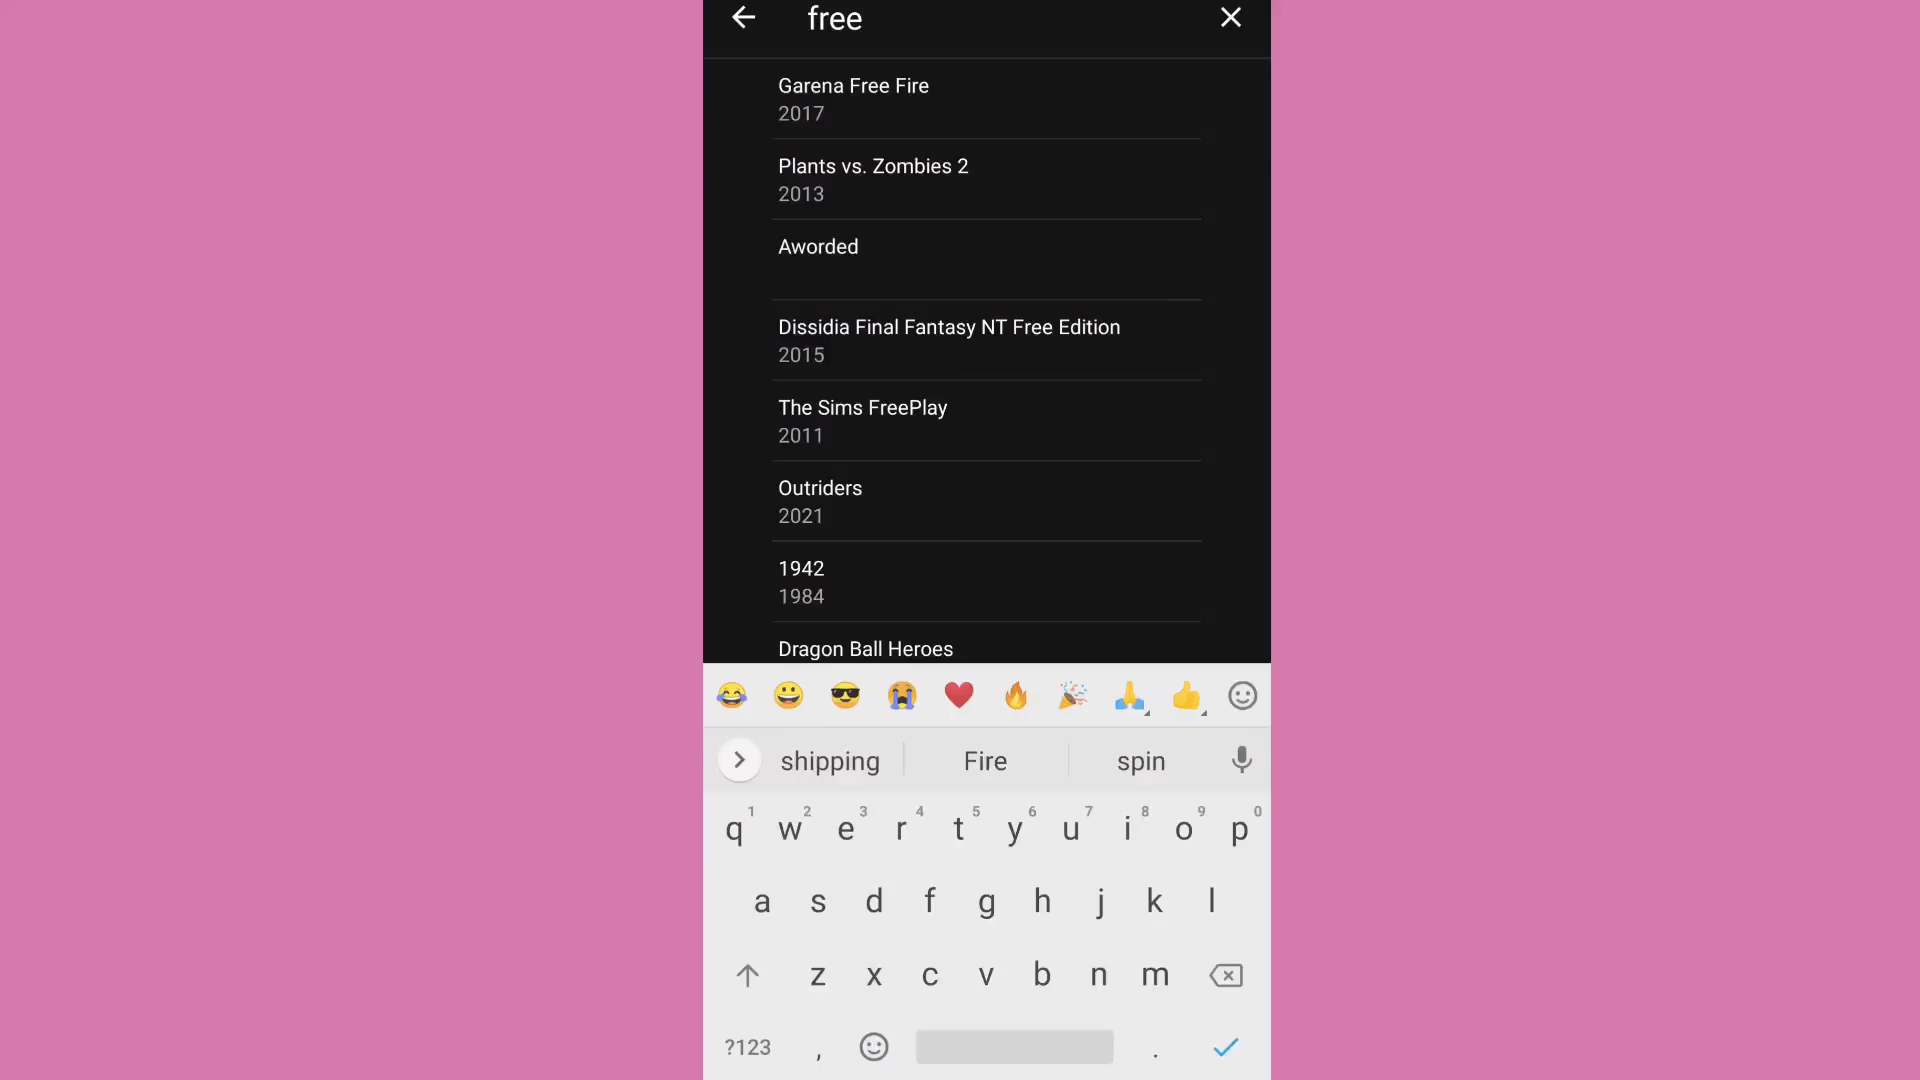 free
Garena Free Fire
2017
Plants vs. Zombies 2
2013
Aworded
Dissidia Final Fantasy NT Free Edition
2015
The Sims FreePlay
2011
Outriders
2021
1942
1984
Dragon Ball Heroes
shipping Fire spin
1 2 3 4 5 6 7 8 9 0
q w e r t y u i o p
a s d f g h j k l
z x c v b n m
?123 , .